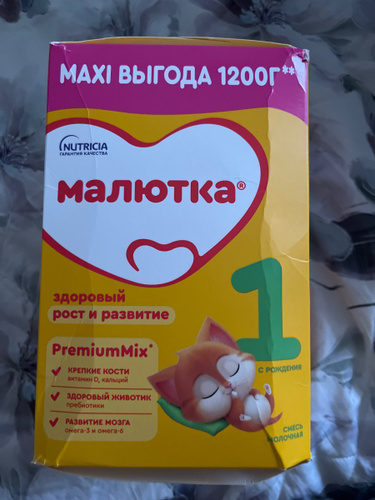 MAXI ВЫГОДА 1200Г**
NUTRICIA
ГАРАНТИЯ КАЧЕСТВА
малютка®
здоровый
рост и развитие
PremiumMix*
КРЕПКИЕ КОСТИ
витамин D, кальций
ЗДОРОВЫЙ ЖИВОТИК
пребиотики
РАЗВИТИЕ МОЗГА
омега-3 и омега-6
1
С РОЖДЕНИЯ
СМЕСЬ
МОЛОЧНАЯ